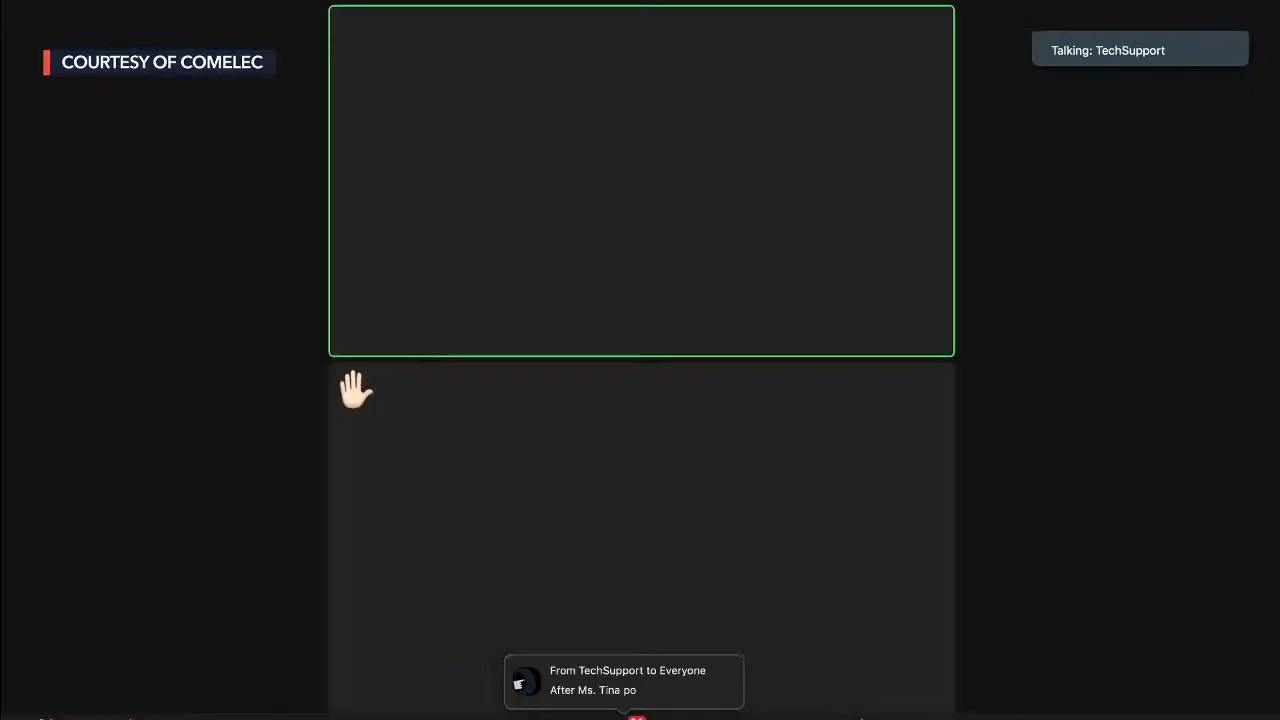 COURTESY OF COMELEC
Talking: TechSupport
From TechSupport to Everyone
After Ms. Tina po